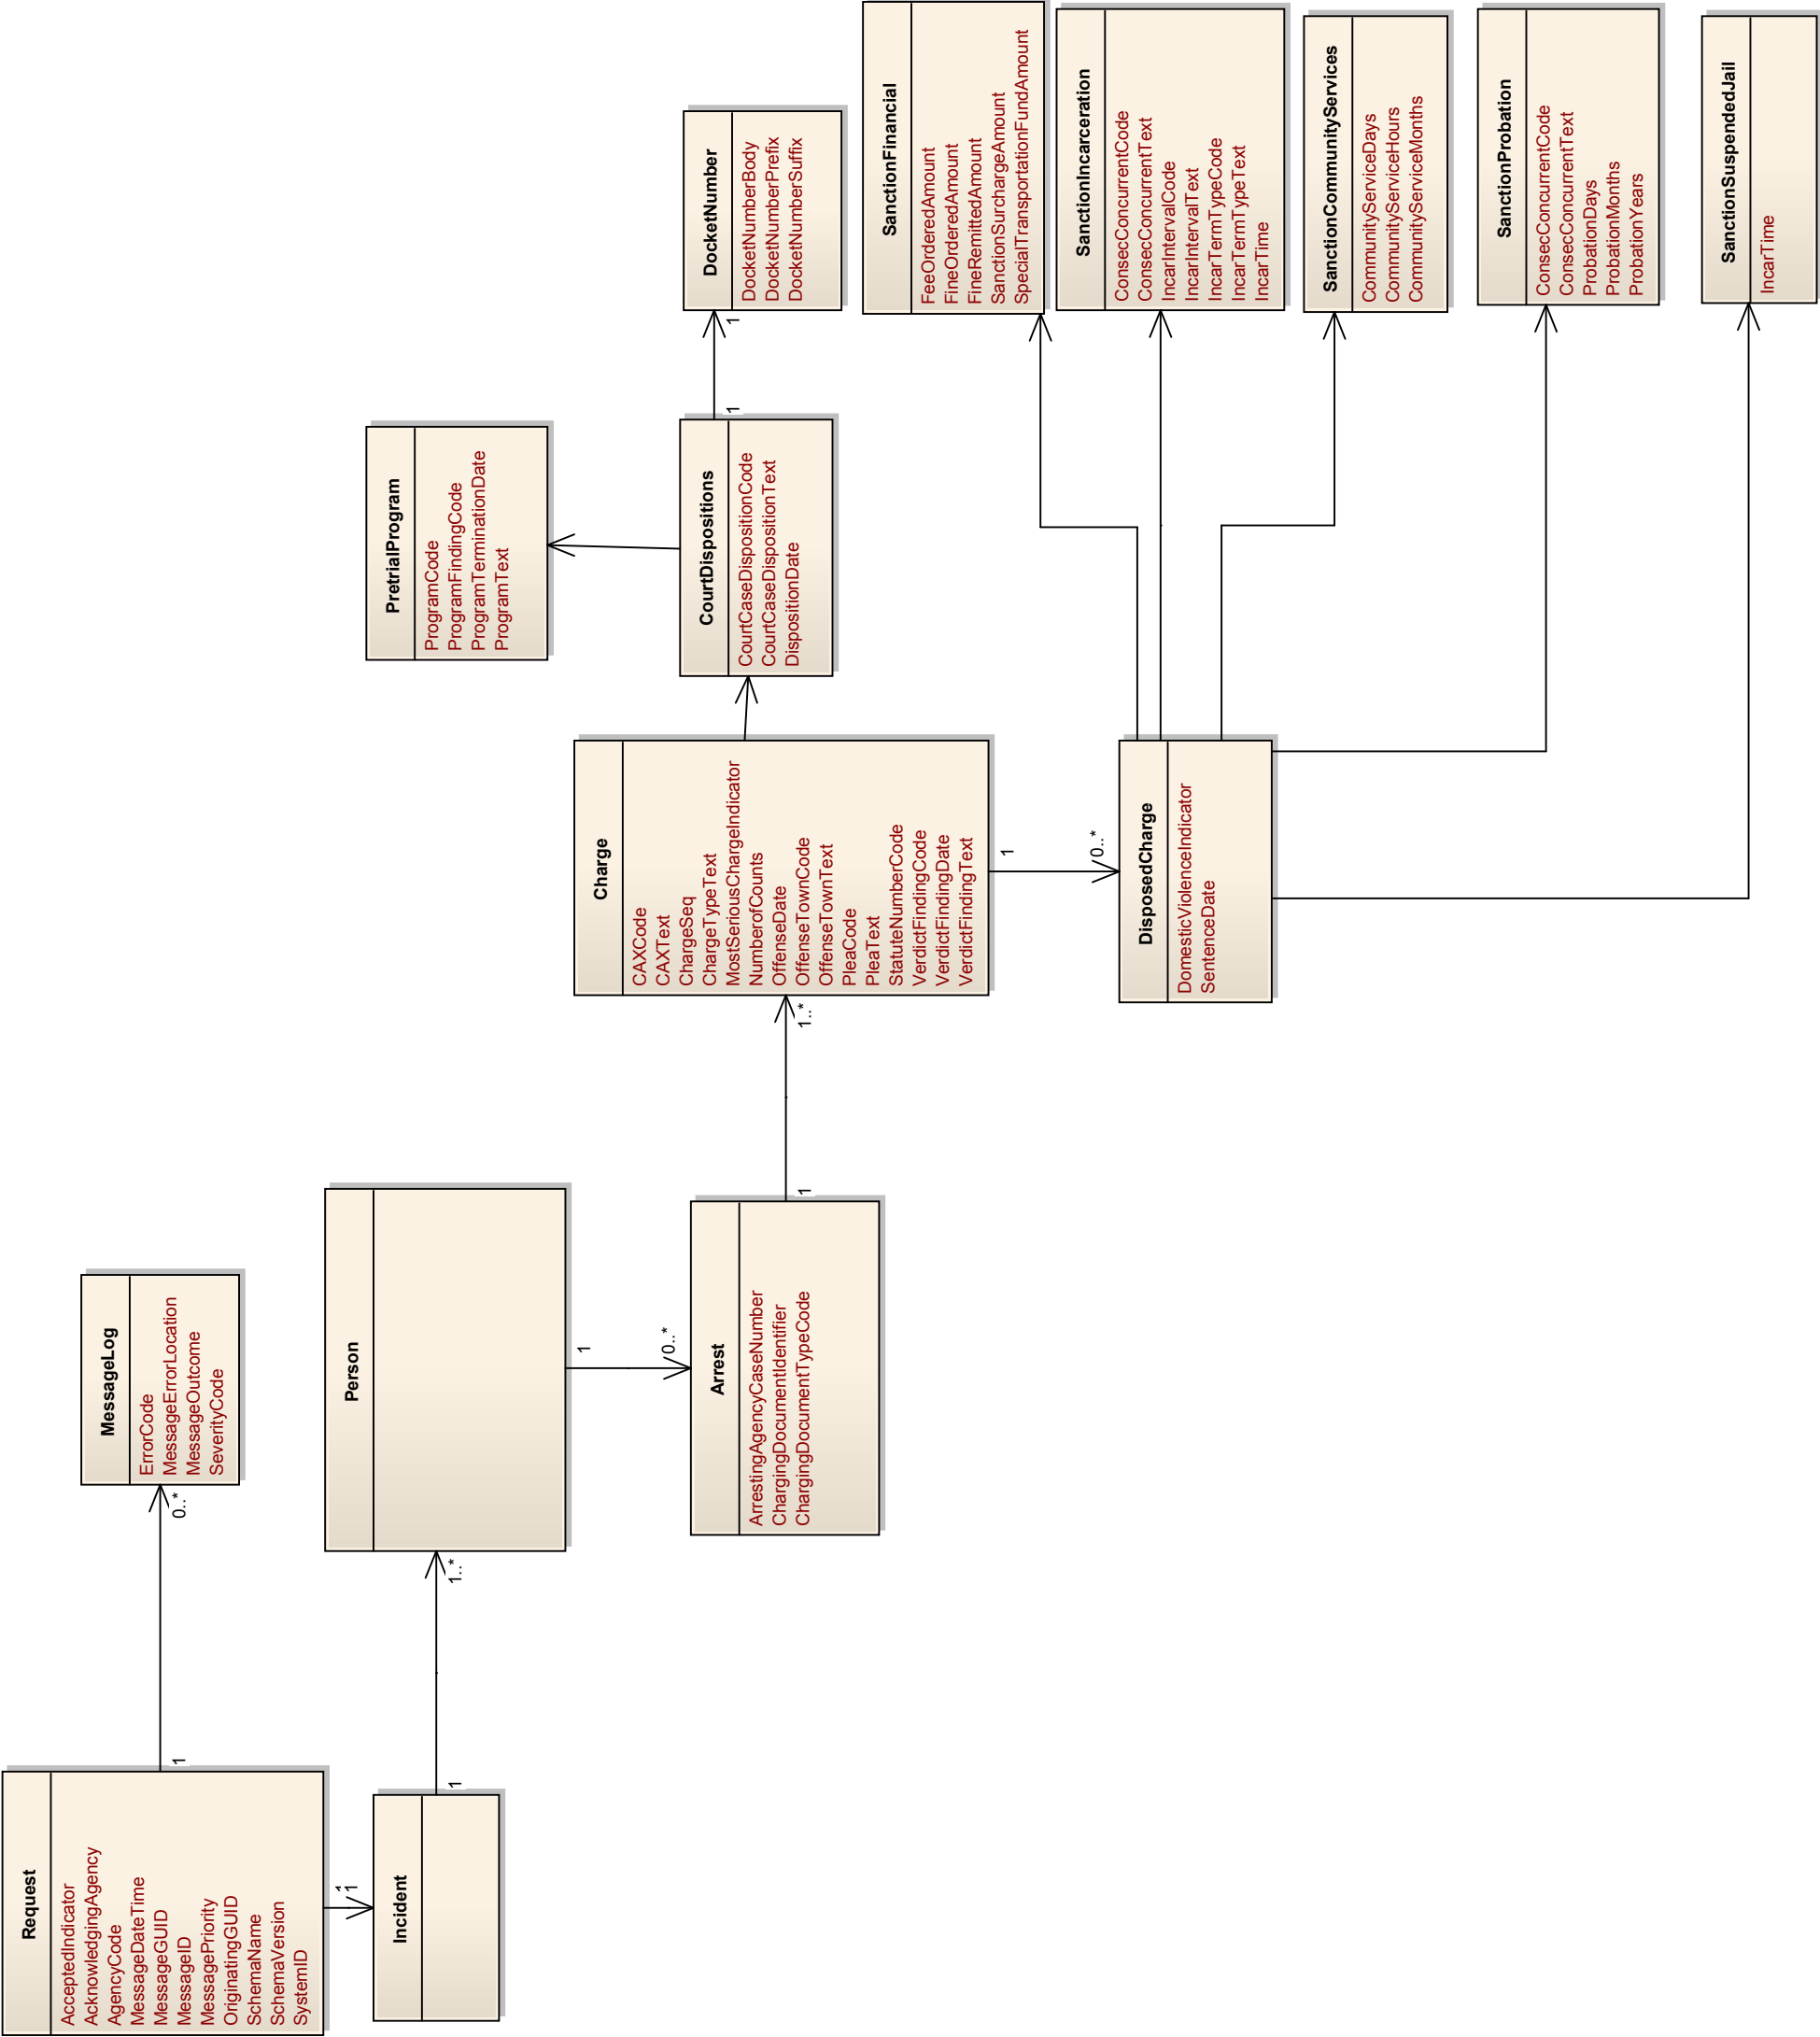 Request
AcceptedIndicator
AcknowledgingAgency
AgencyCode
MessageDateTime
MessageGUID
MessageID
MessagePriority
OriginatingGUID
SchemaName
SchemaVersion
SystemID
1
0..*
MessageLog
ErrorCode
MessageErrorLocation
MessageOutcome
SeverityCode
1
1
Incident
1
1..*
Person
1
0..*
Arrest
ArrestingAgencyCaseNumber
ChargingDocumentIdentifier
ChargingDocumentTypeCode
1
1..*
Charge
CAXCode
CAXText
ChargeSeq
ChargeTypeText
MostSeriousChargeIndicator
NumberofCounts
OffenseDate
OffenseTownCode
OffenseTownText
PleaCode
PleaText
StatuteNumberCode
VerdictFindingCode
VerdictFindingDate
VerdictFindingText
PretrialProgram
ProgramCode
ProgramFindingCode
ProgramTerminationDate
ProgramText
CourtDispositions
CourtCaseDispositionCode
CourtCaseDispositionText
DispositionDate
1
1
DocketNumber
DocketNumberBody
DocketNumberPrefix
DocketNumberSuffix
1
0..*
DisposedCharge
DomesticViolenceIndicator
SentenceDate
SanctionFinancial
FeeOrderedAmount
FineOrderedAmount
FineRemittedAmount
SanctionSurchargeAmount
SpecialTransportationFundAmount
SanctionIncarceration
ConsecConcurrentCode
ConsecConcurrentText
IncarIntervalCode
IncarIntervalText
IncarTermTypeCode
IncarTermTypeText
IncarTime
SanctionCommunityServices
CommunityServiceDays
CommunityServiceHours
CommunityServiceMonths
SanctionProbation
ConsecConcurrentCode
ConsecConcurrentText
ProbationDays
ProbationMonths
ProbationYears
SanctionSuspendedJail
IncarTime